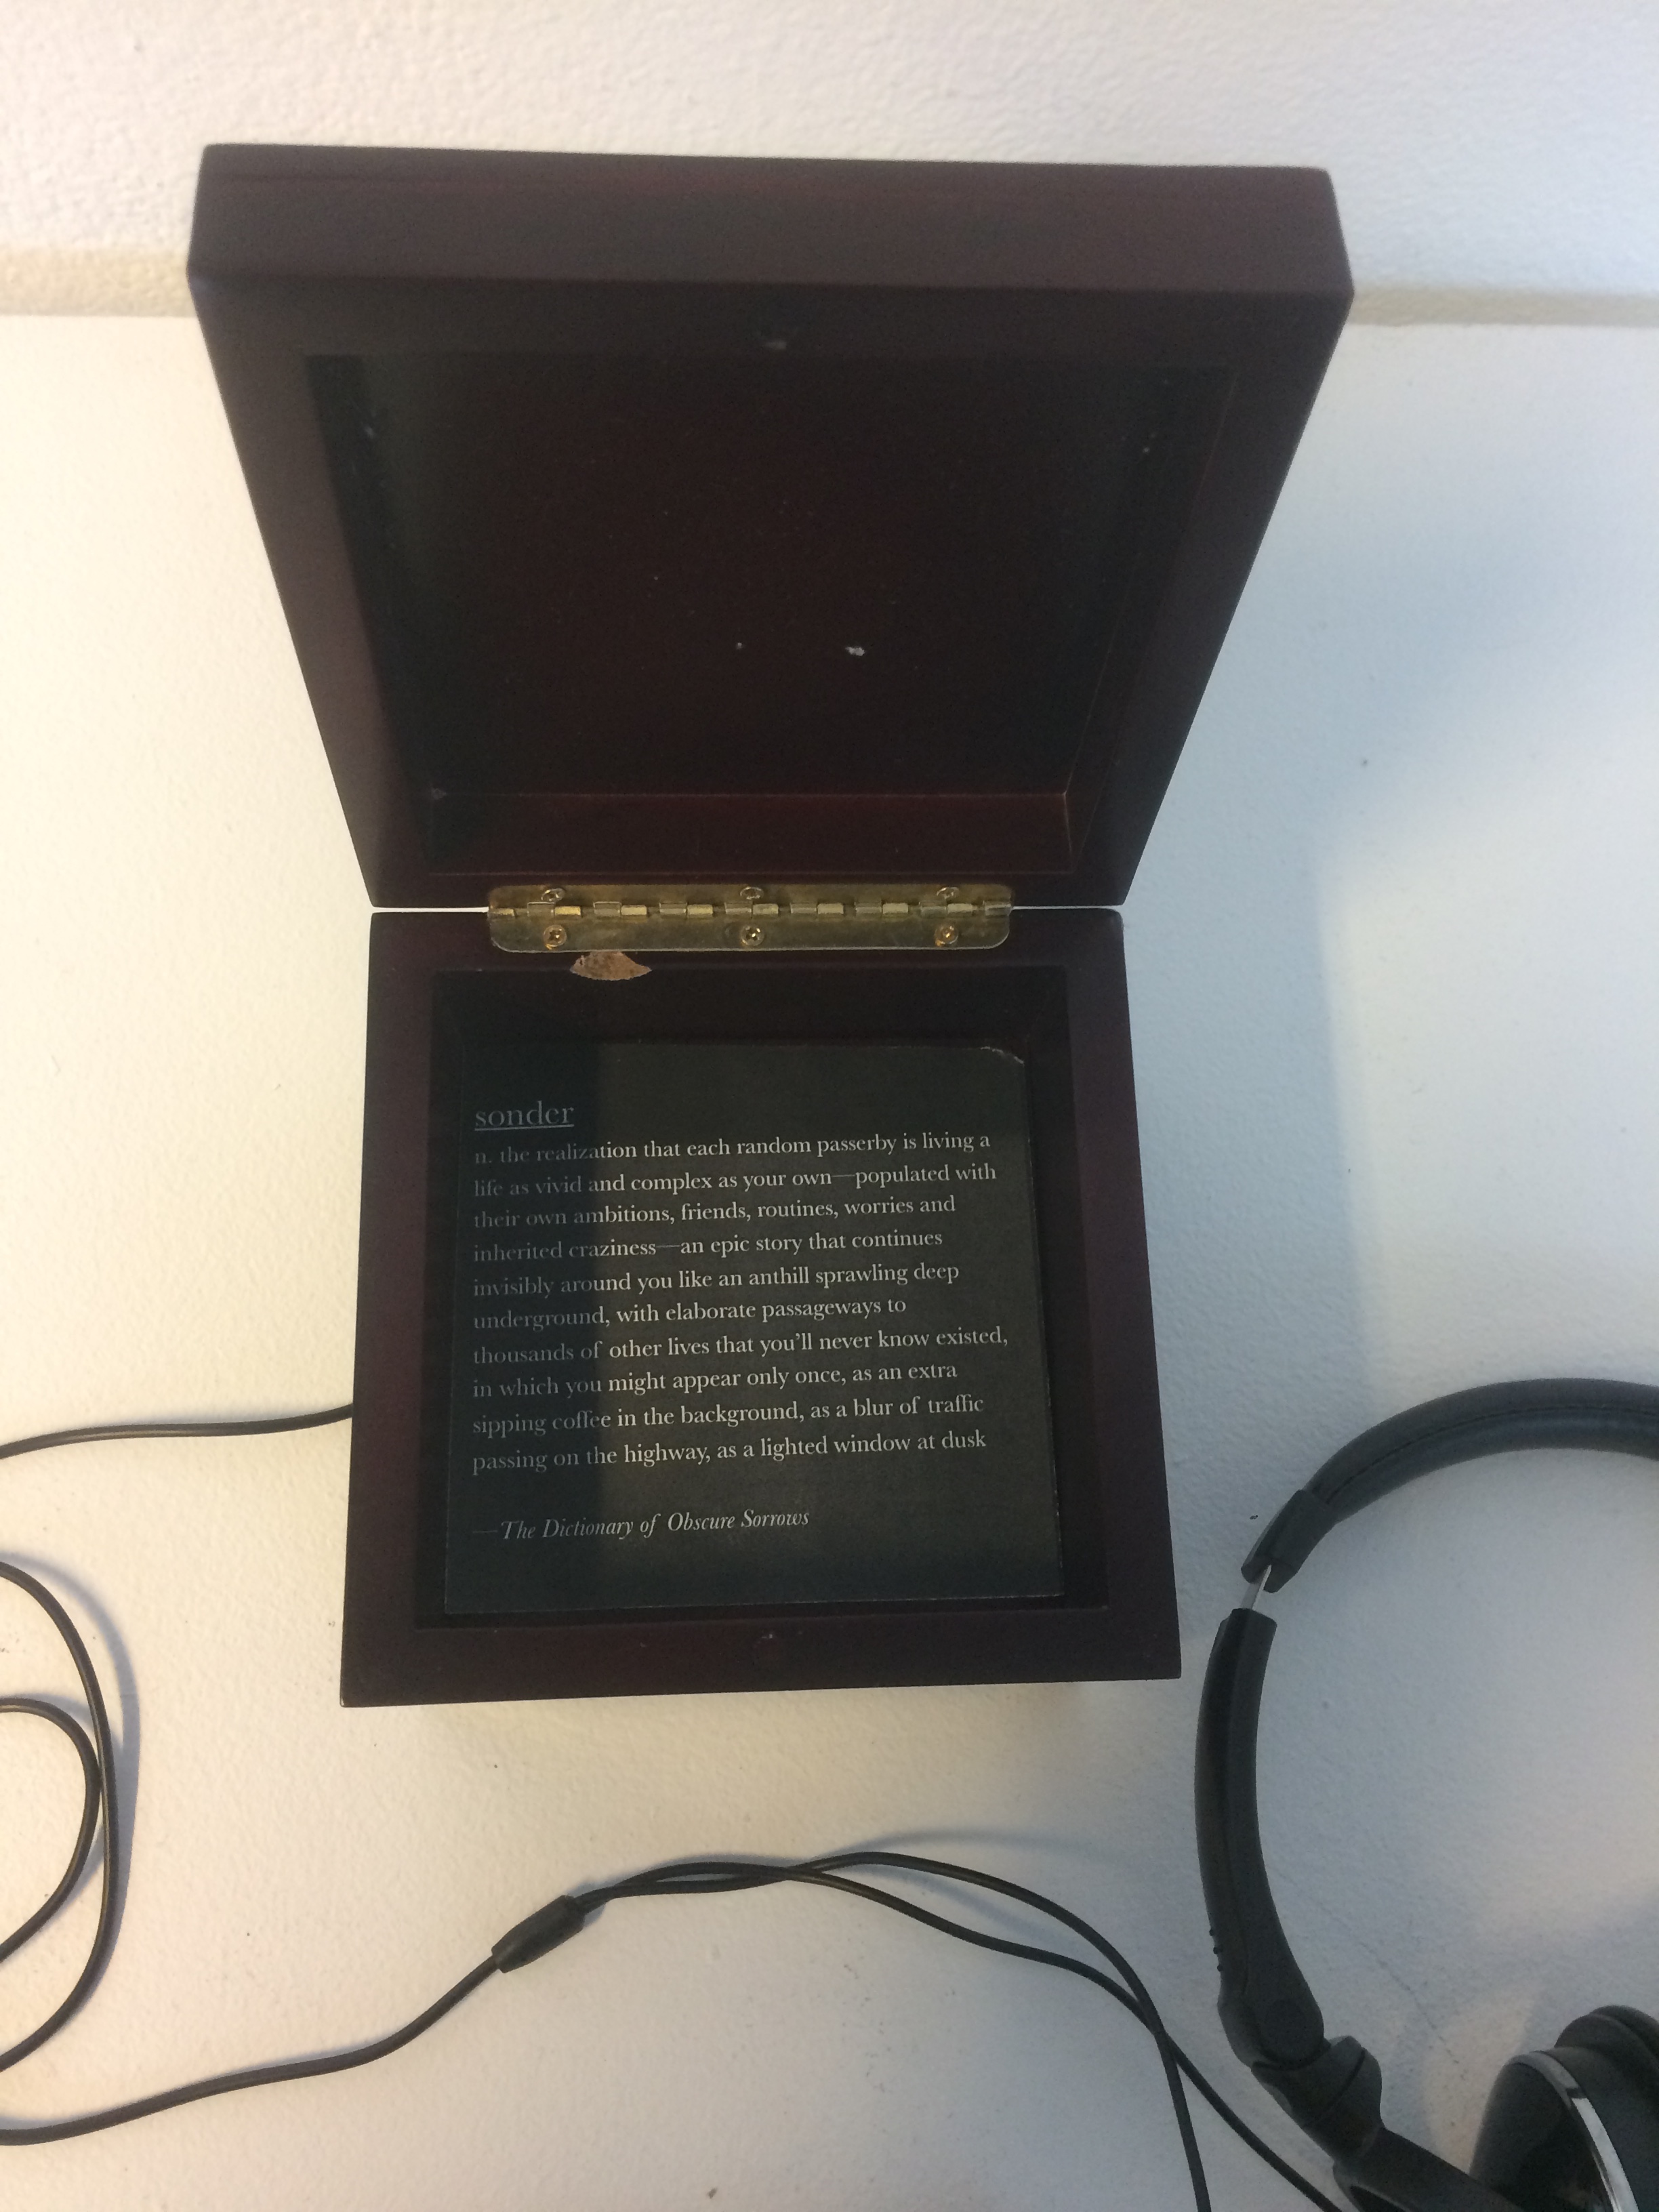 sonder
n. the realization that each random passerby is living a
life as vivid and complex as your own—populated with
their own ambitions, friends, routines, worries and
inherited craziness—an epic story that continues
invisibly around you like an anthill sprawling deep
underground, with elaborate passageways to
thousands of other lives that you’ll never know existed,
in which you might appear only once, as an extra
sipping coffee in the background, as a blur of traffic
passing on the highway, as a lighted window at dusk
—The Dictionary of Obscure Sorrows